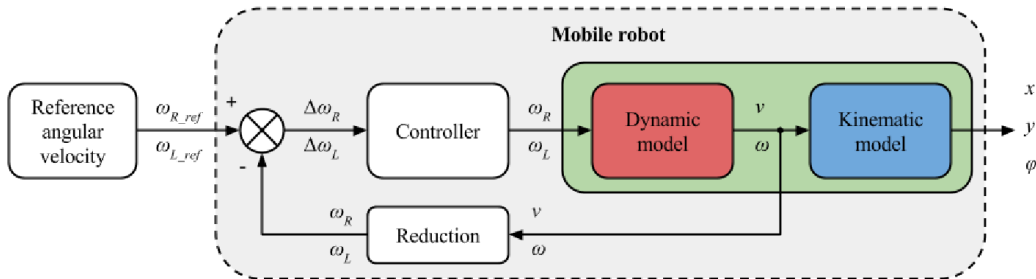 Mobile robot
Reference
angular
velocity
ω_R_ref
ω_L_ref
+
-
Δω_R
Δω_L
Controller
ω_R
ω_L
Dynamic
model
v
ω
Kinematic
model
x
y
φ
ω_R
ω_L
Reduction
v
ω